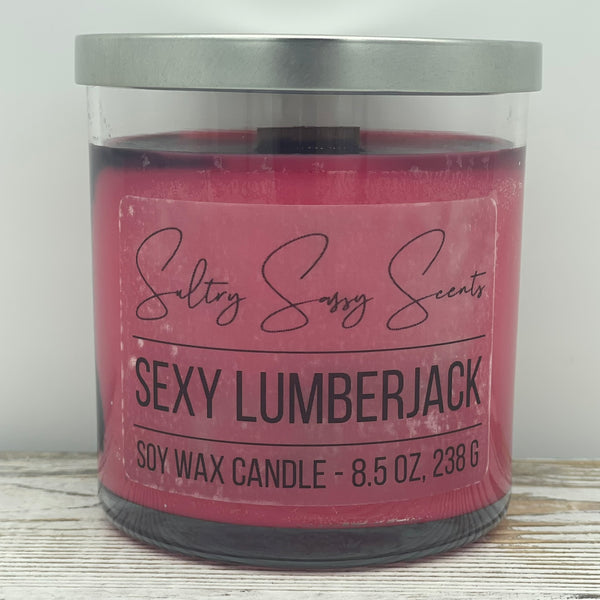 Sultry Sassy Scents
SEXY LUMBERJACK
SOY WAX CANDLE - 8.5 OZ, 238 G